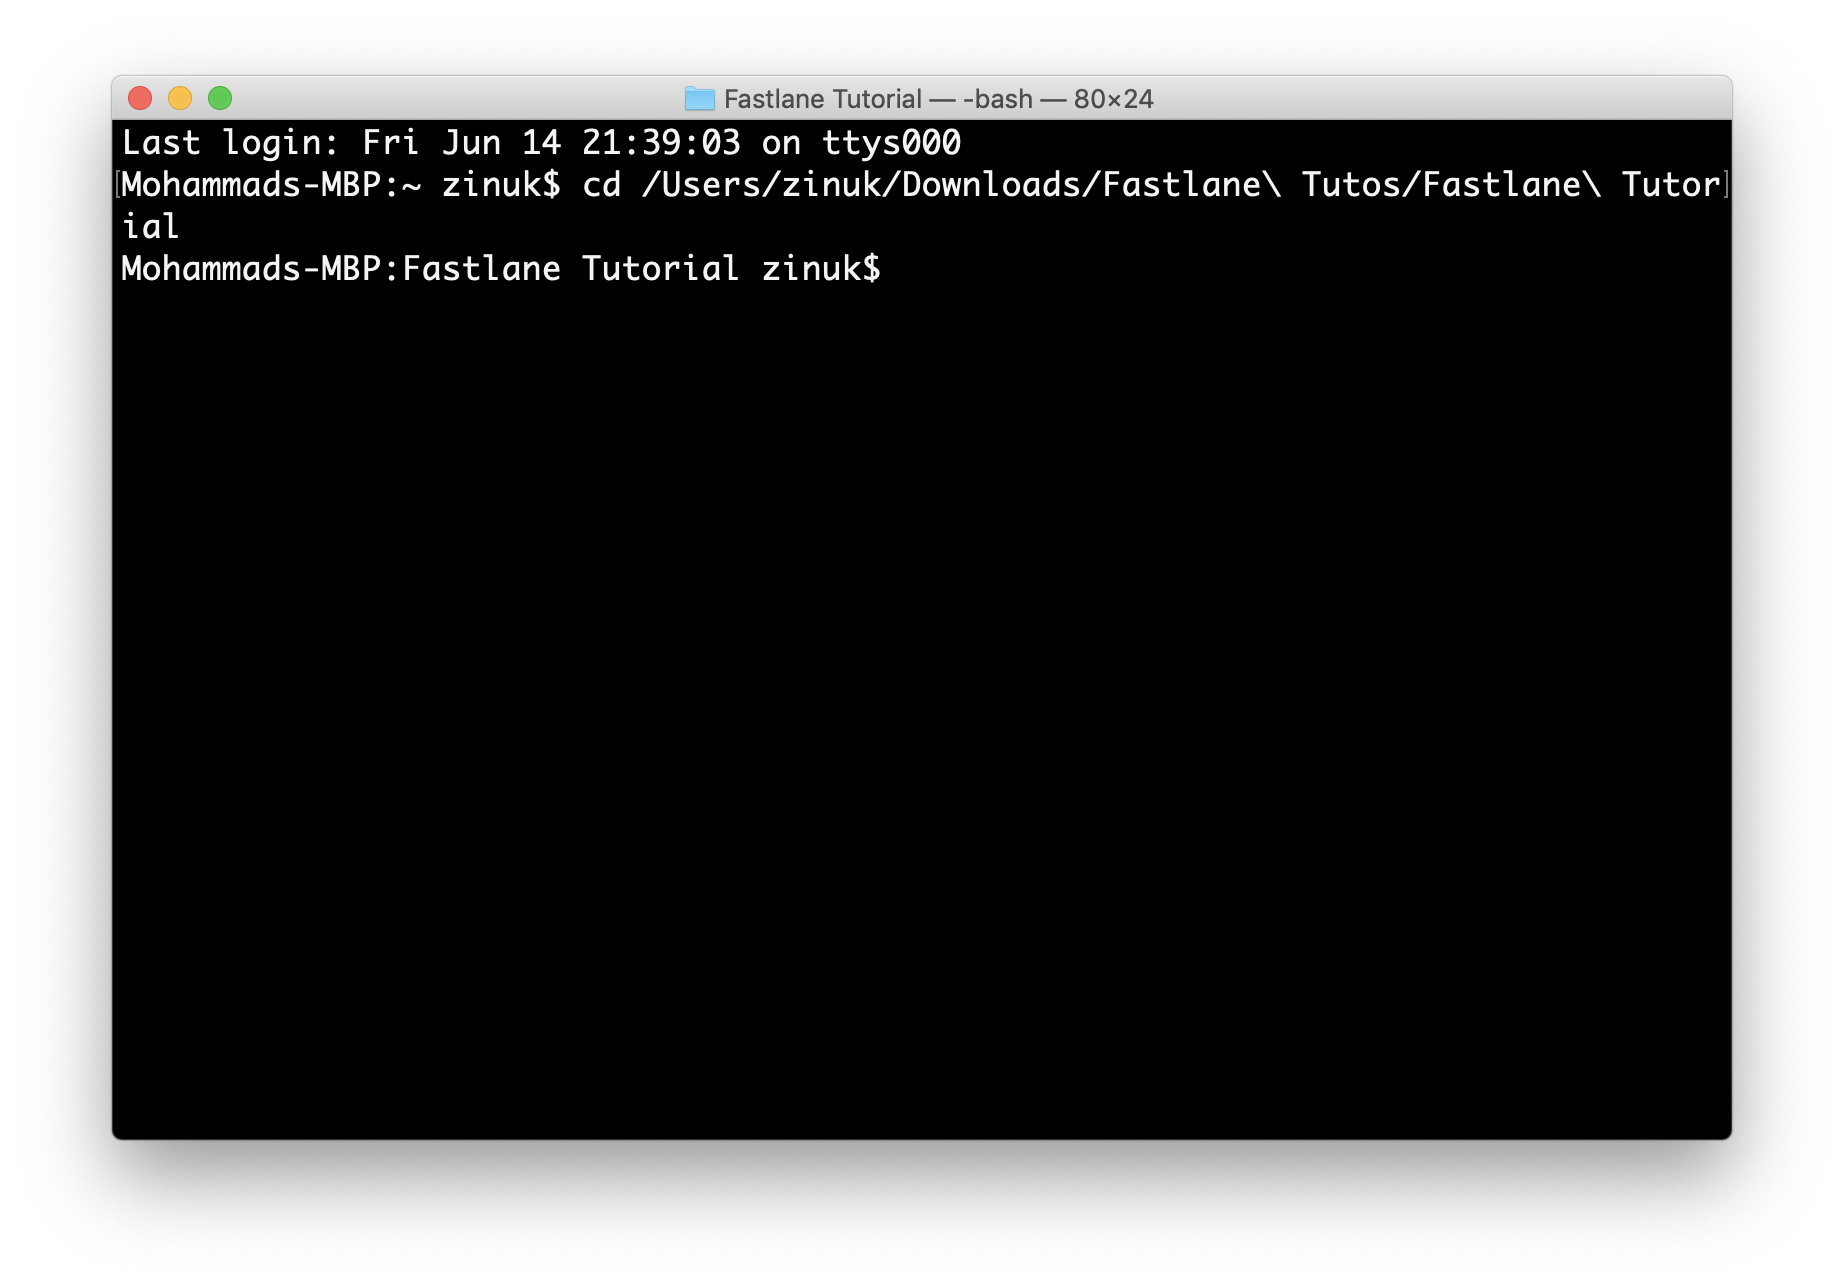 Fastlane Tutorial — -bash — 80×24
Last login: Fri Jun 14 21:39:03 on ttys000
[Mohammads-MBP:~ zinuk$ cd /Users/zinuk/Downloads/Fastlane\ Tutos/Fastlane\ Tutor]
ial
Mohammads-MBP:Fastlane Tutorial zinuk$